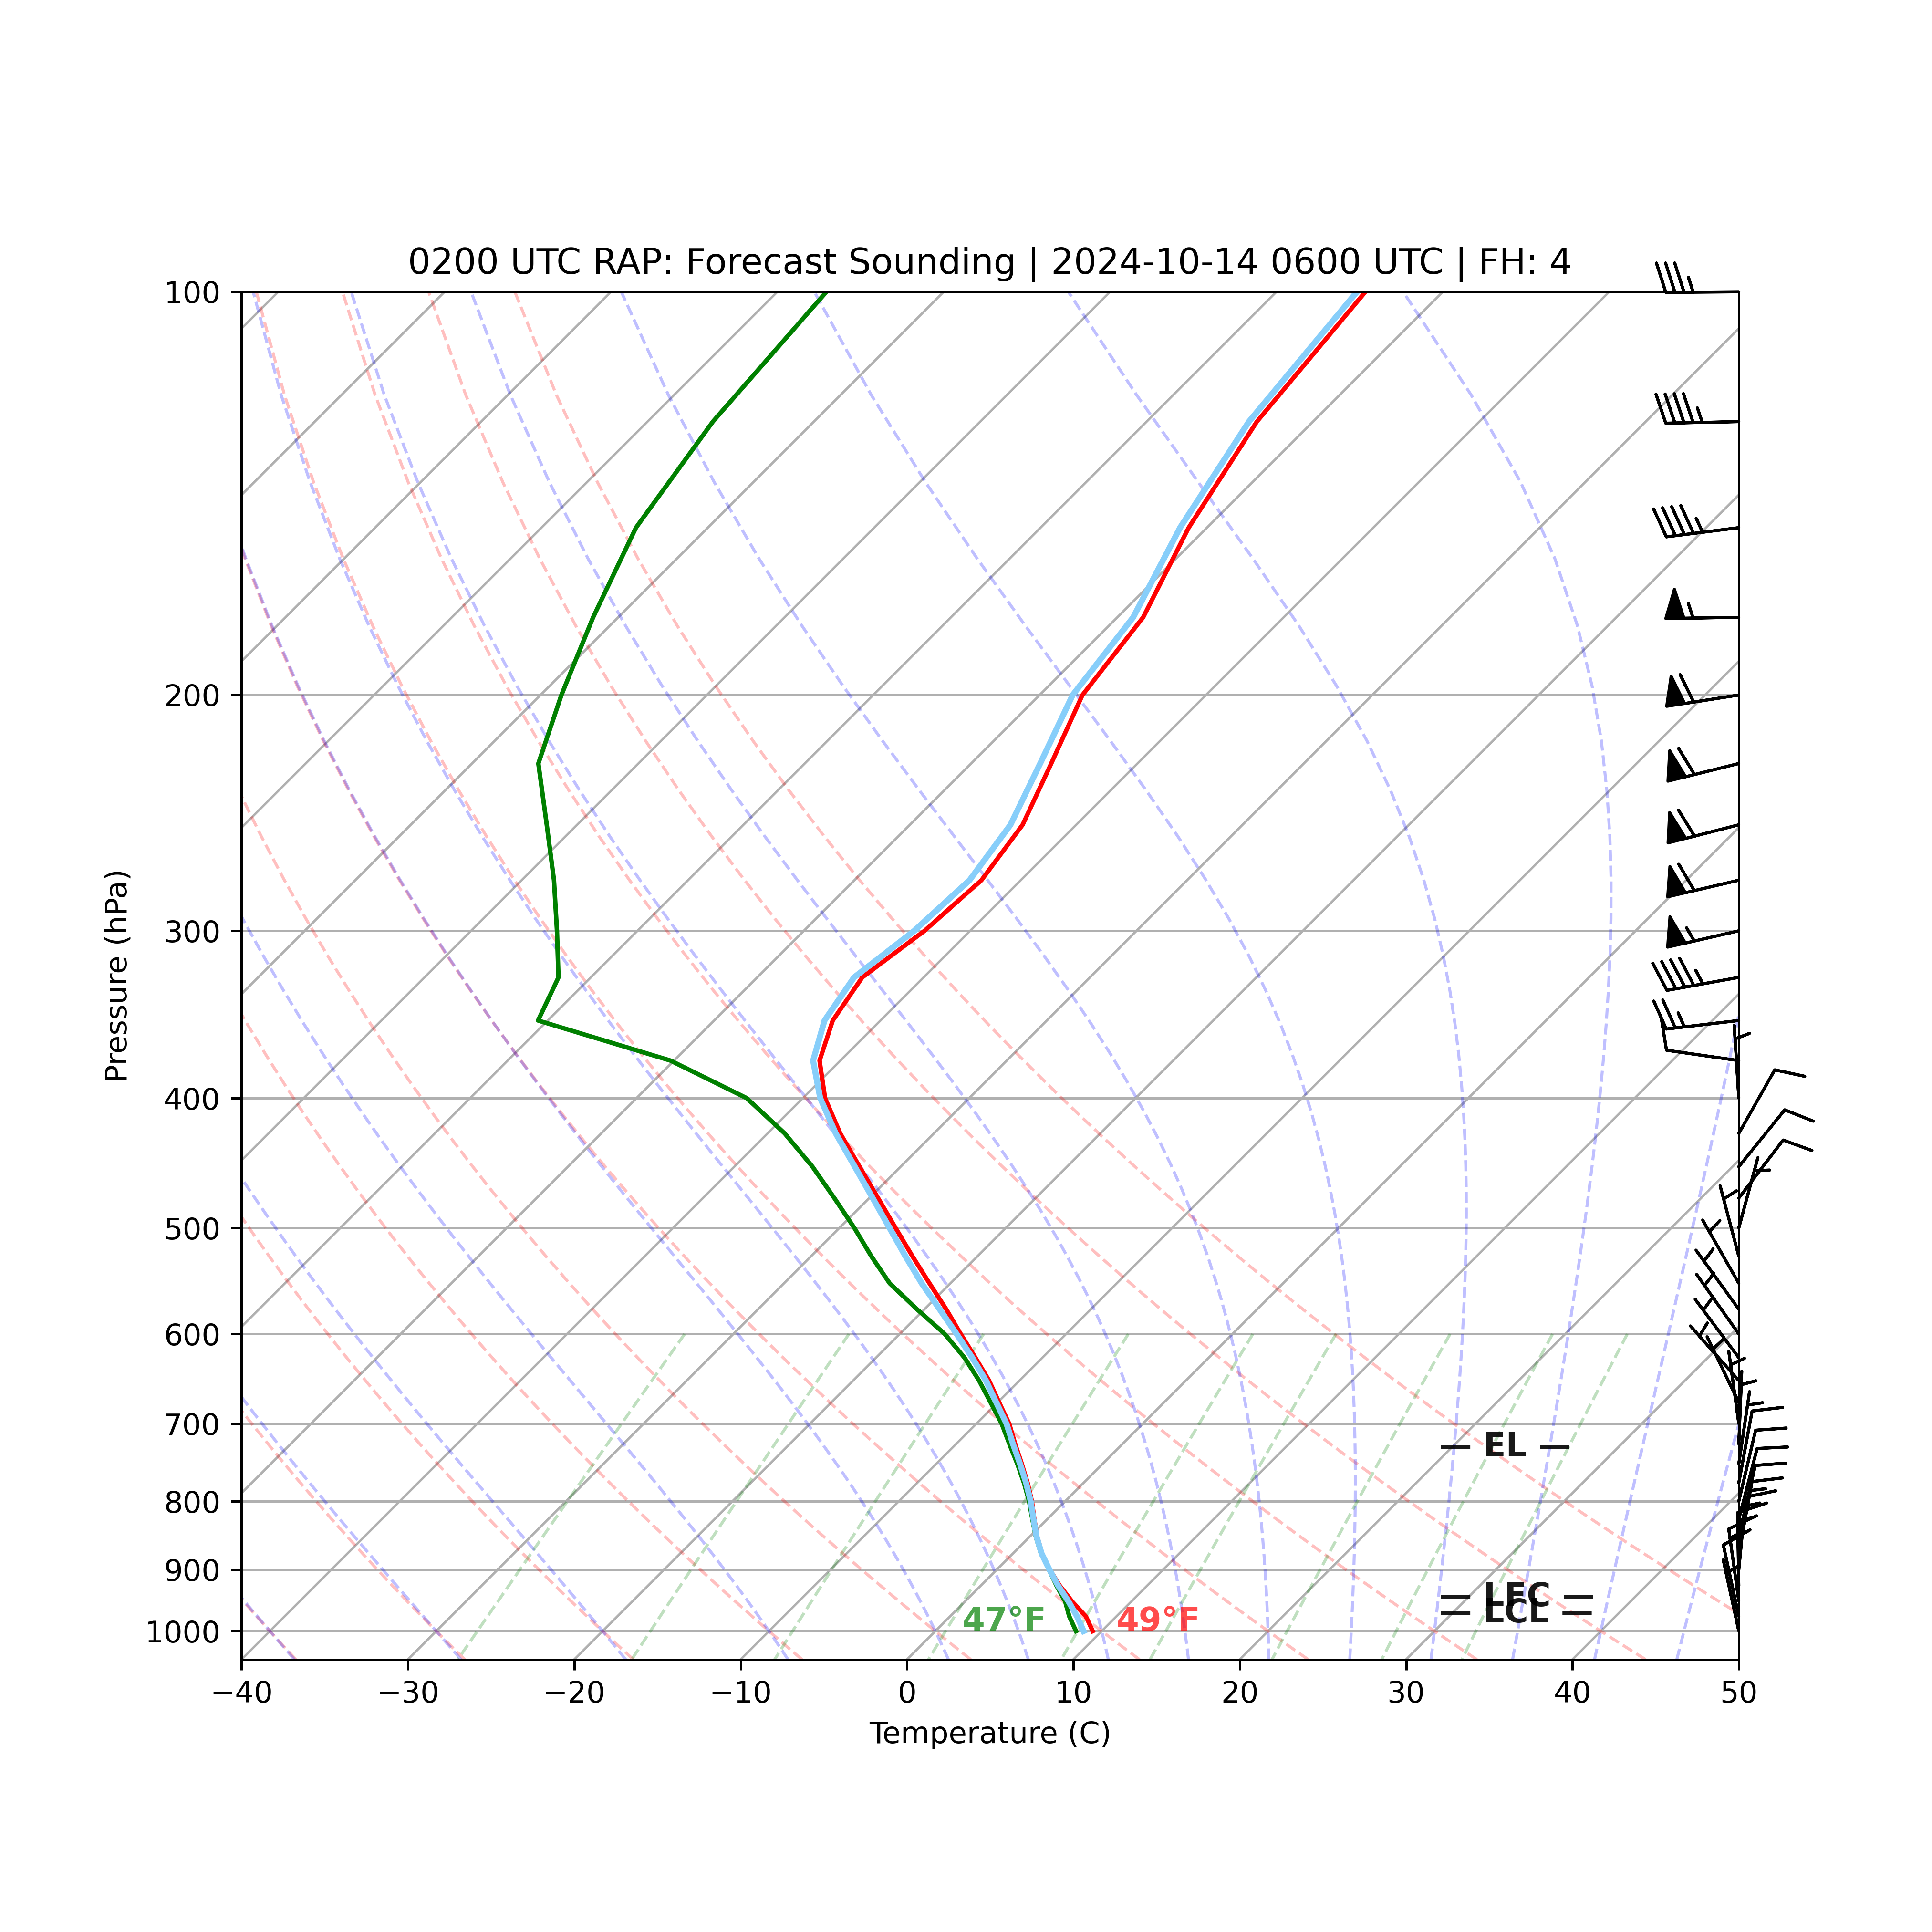 0200 UTC RAP: Forecast Sounding | 2024-10-14 0600 UTC | FH: 4
100
200
300
400
500
600
700
800
900
1000
Pressure (hPa)
— EL —
— LFC —
— LCL —
47°F
49°F
−40
−30
−20
−10
0
10
20
30
40
50
Temperature (C)